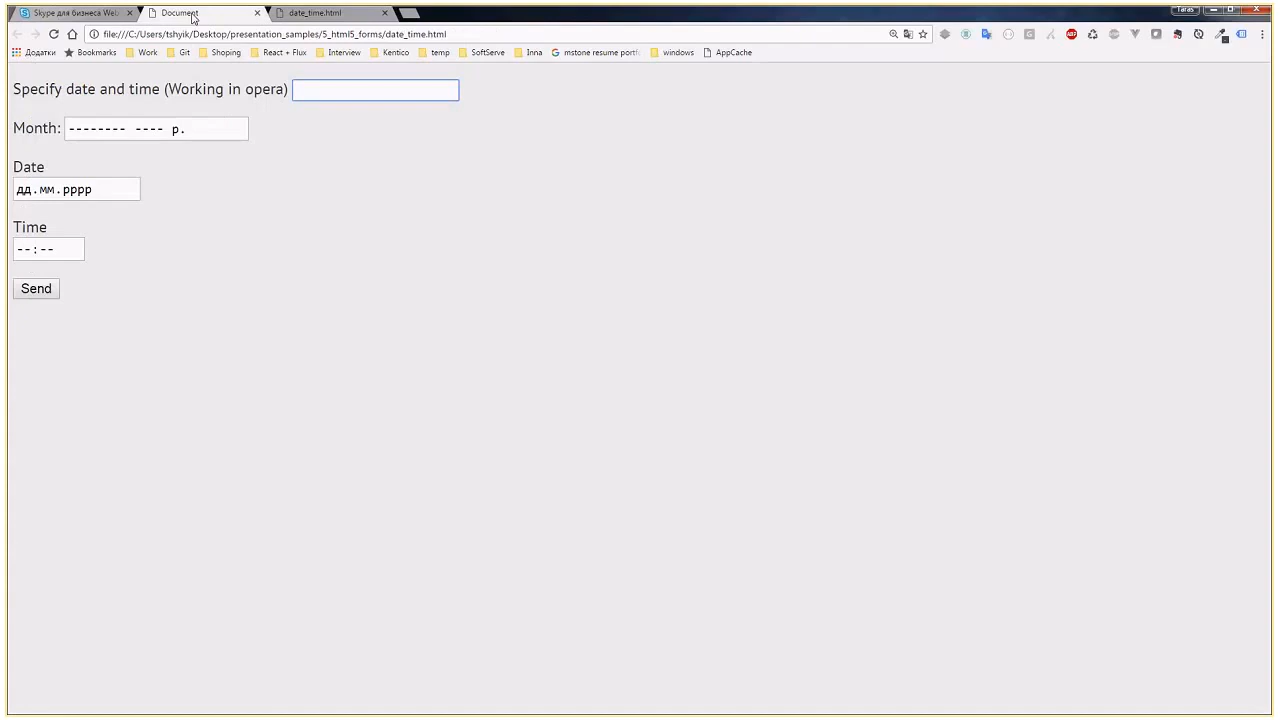 Skype для бизнеса Web
Document
date_time.html
Taras
file:///C:/Users/tshyik/Desktop/presentation_samples/5_html5_forms/date_time.html
Додатки Bookmarks Work Git Shoping React + Flux Interview Kentico temp SoftServe Inna mstone resume portf windows AppCache
Specify date and time (Working in opera)
Month: -------- ---- р.
Date
дд.мм.рррр
Time
--:--
Send